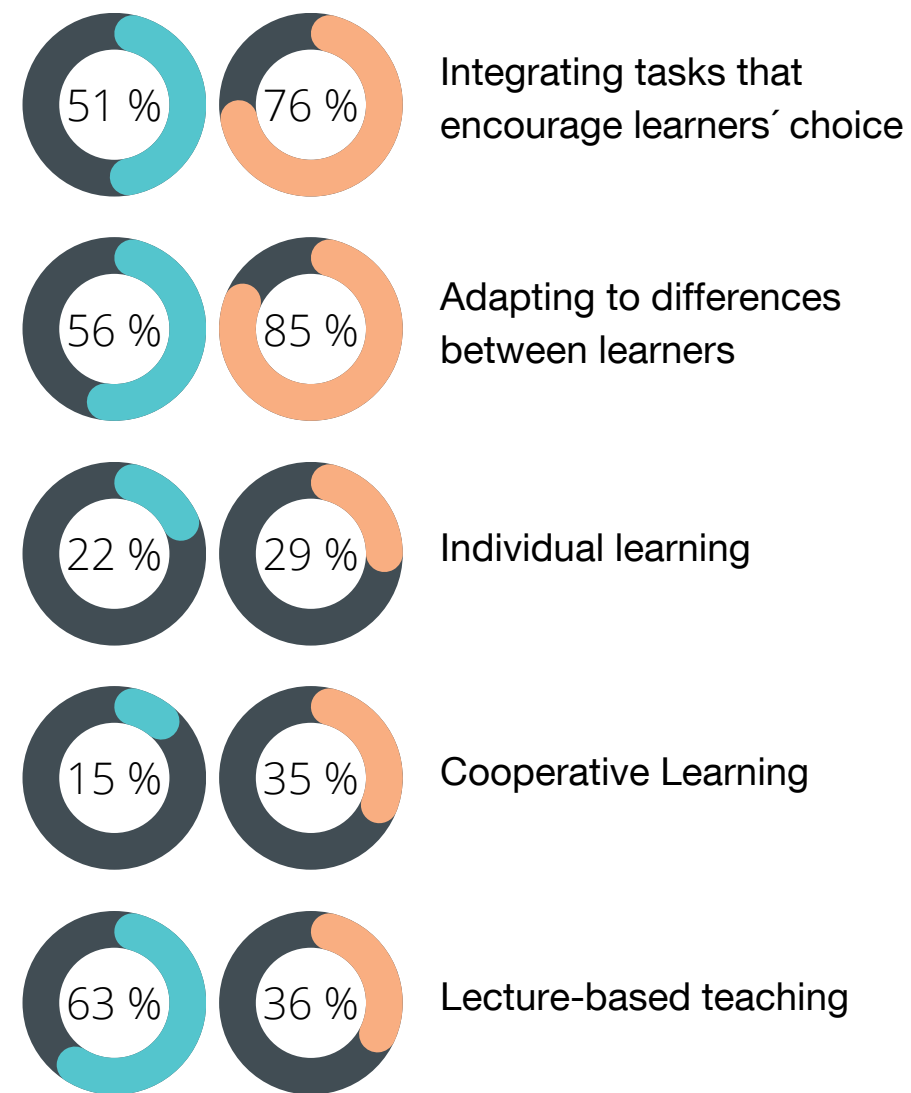 51 %
76 %
Integrating tasks that
encourage learners´ choice
56 %
85 %
Adapting to differences
between learners
22 %
29 %
Individual learning
15 %
35 %
Cooperative Learning
63 %
36 %
Lecture-based teaching